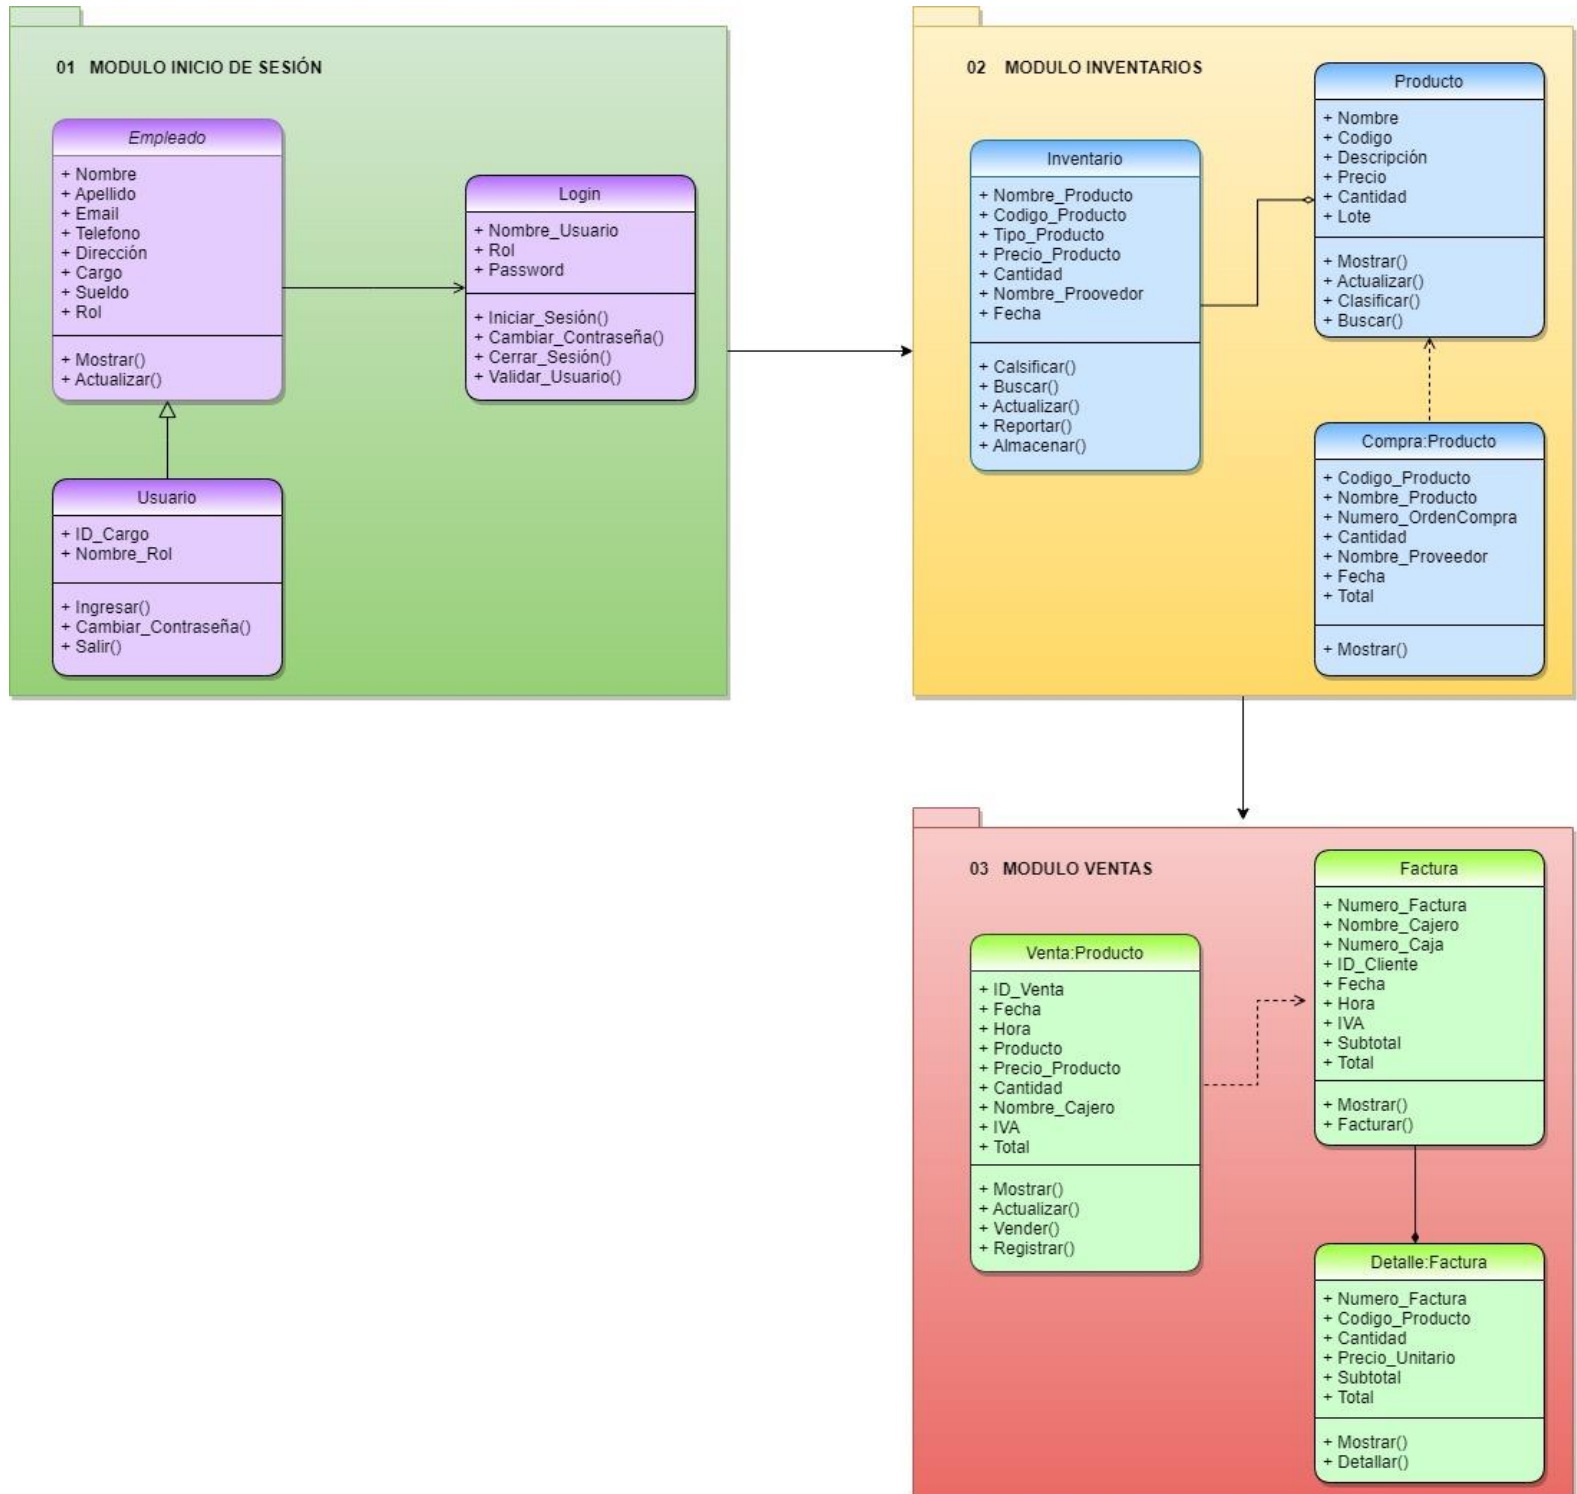 01 MODULO INICIO DE SESIÓN
Empleado
+ Nombre
+ Apellido
+ Email
+ Telefono
+ Dirección
+ Cargo
+ Sueldo
+ Rol
+ Mostrar()
+ Actualizar()
Login
+ Nombre_Usuario
+ Rol
+ Password
+ Iniciar_Sesión()
+ Cambiar_Contraseña()
+ Cerrar_Sesión()
+ Validar_Usuario()
Usuario
+ ID_Cargo
+ Nombre_Rol
+ Ingresar()
+ Cambiar_Contraseña()
+ Salir()
02 MODULO INVENTARIOS
Inventario
+ Nombre_Producto
+ Codigo_Producto
+ Tipo_Producto
+ Precio_Producto
+ Cantidad
+ Nombre_Proovedor
+ Fecha
+ Calsificar()
+ Buscar()
+ Actualizar()
+ Reportar()
+ Almacenar()
Producto
+ Nombre
+ Codigo
+ Descripción
+ Precio
+ Cantidad
+ Lote
+ Mostrar()
+ Actualizar()
+ Clasificar()
+ Buscar()
Compra:Producto
+ Codigo_Producto
+ Nombre_Producto
+ Numero_OrdenCompra
+ Cantidad
+ Nombre_Proveedor
+ Fecha
+ Total
+ Mostrar()
03 MODULO VENTAS
Venta:Producto
+ ID_Venta
+ Fecha
+ Hora
+ Producto
+ Precio_Producto
+ Cantidad
+ Nombre_Cajero
+ IVA
+ Total
+ Mostrar()
+ Actualizar()
+ Vender()
+ Registrar()
Factura
+ Numero_Factura
+ Nombre_Cajero
+ Numero_Caja
+ ID_Cliente
+ Fecha
+ Hora
+ IVA
+ Subtotal
+ Total
+ Mostrar()
+ Facturar()
Detalle:Factura
+ Numero_Factura
+ Codigo_Producto
+ Cantidad
+ Precio_Unitario
+ Subtotal
+ Total
+ Mostrar()
+ Detallar()